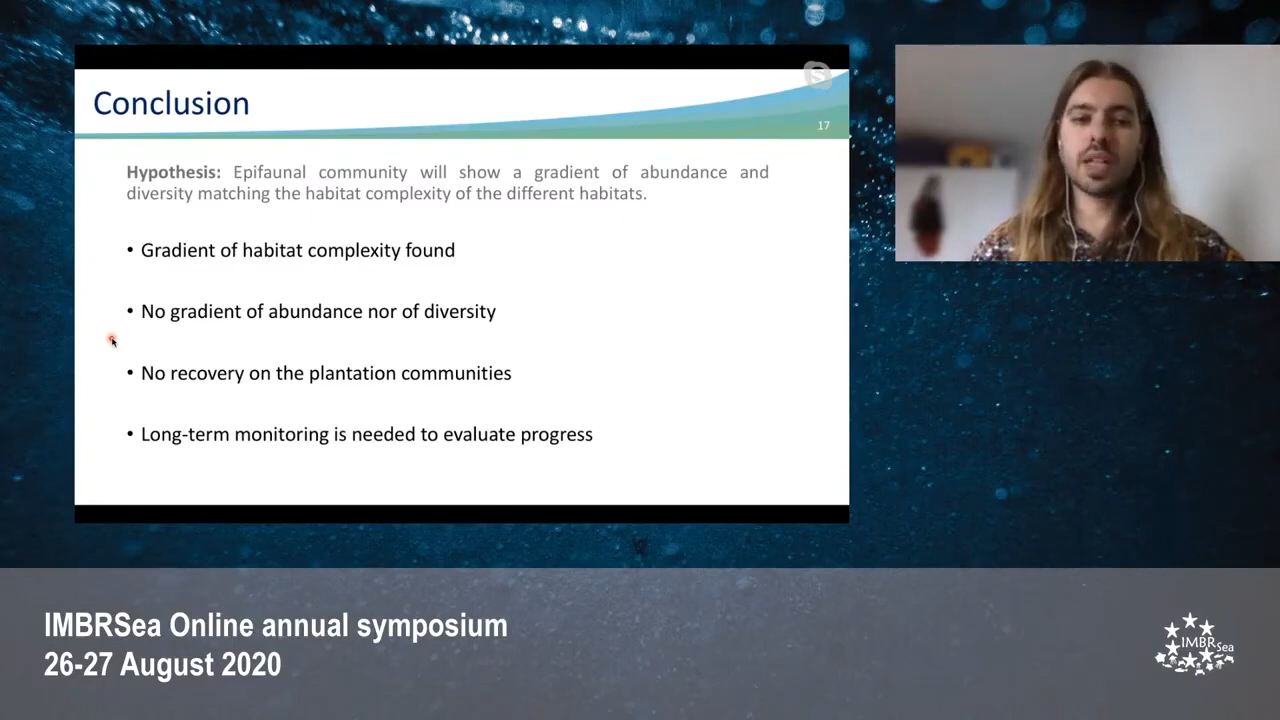 Conclusion
17
Hypothesis: Epifaunal community will show a gradient of abundance and
diversity matching the habitat complexity of the different habitats.
• Gradient of habitat complexity found
• No gradient of abundance nor of diversity
• No recovery on the plantation communities
• Long-term monitoring is needed to evaluate progress
IMBRSea Online annual symposium
26-27 August 2020
IMBRSea